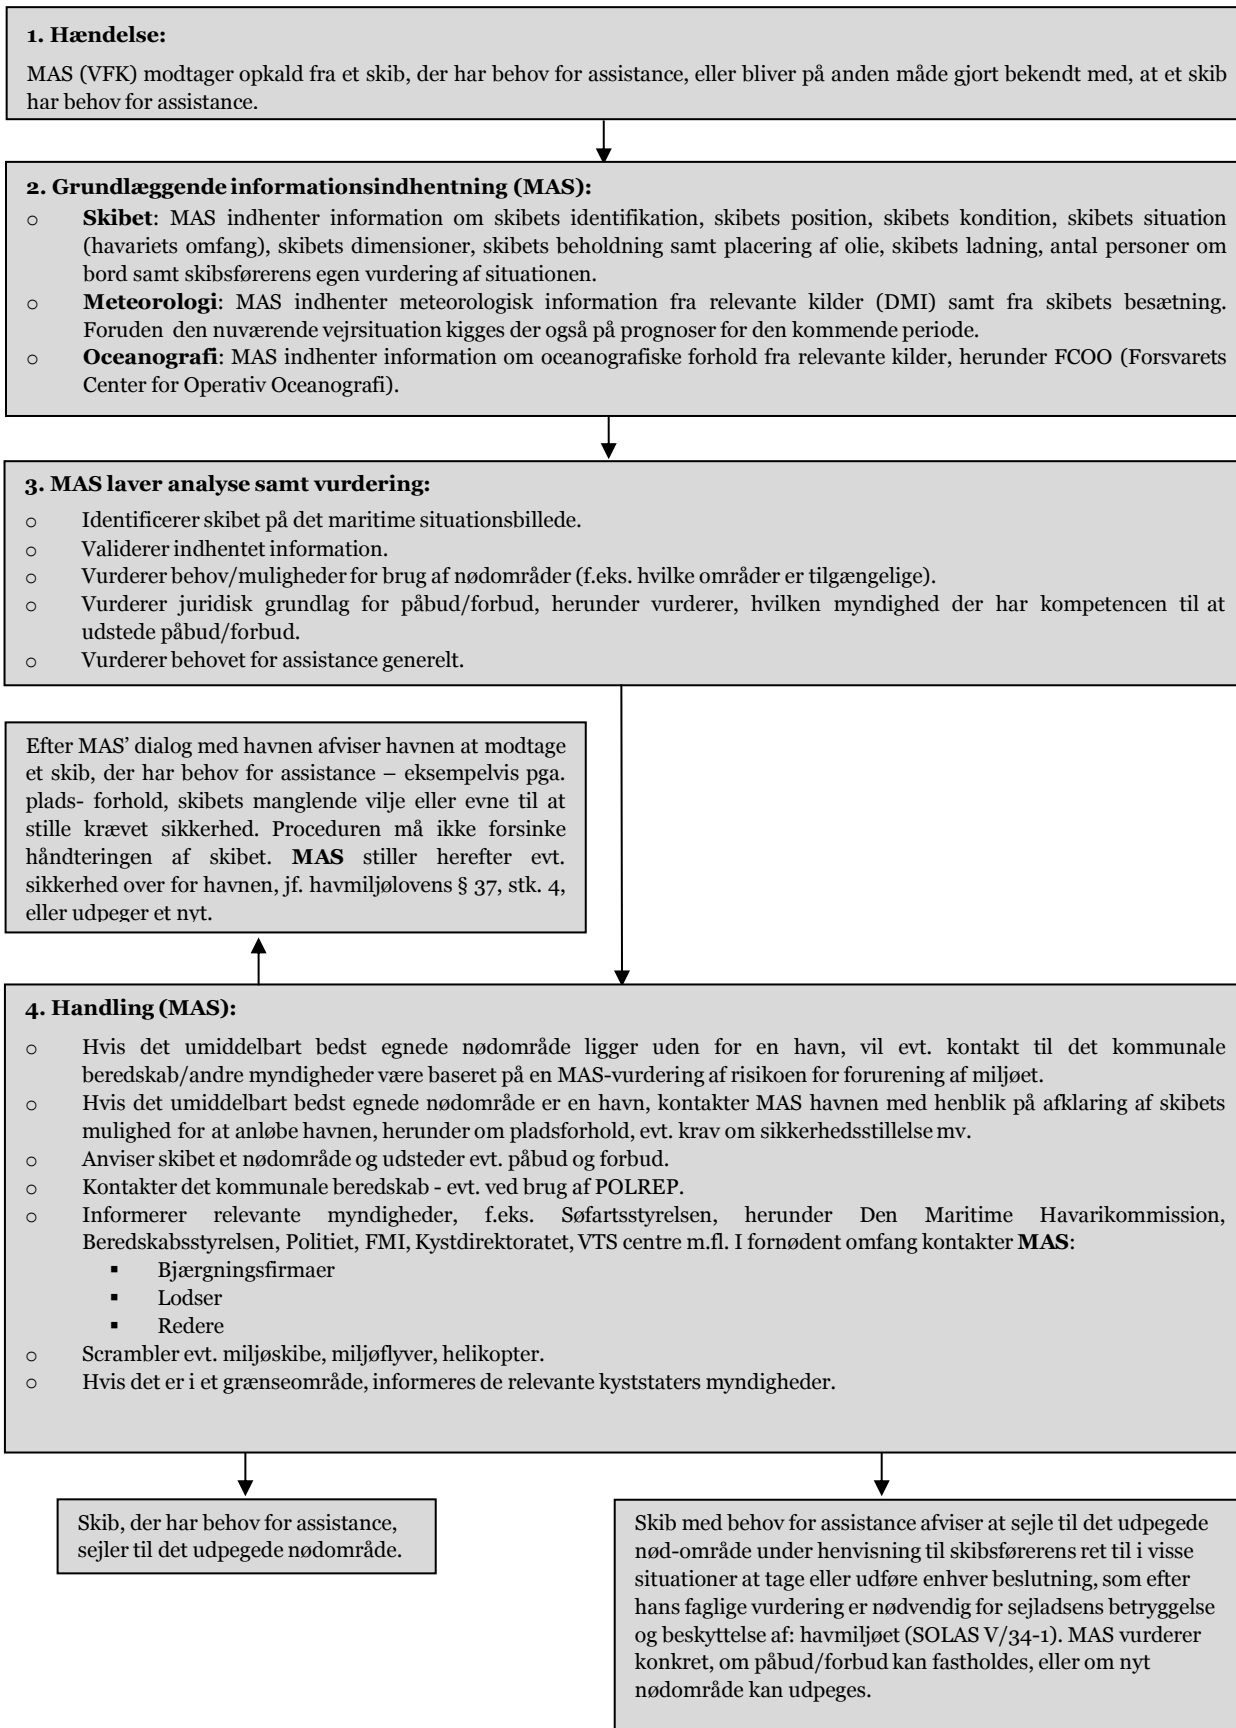 1. Hændelse:
MAS (VFK) modtager opkald fra et skib, der har behov for assistance, eller bliver på anden måde gjort bekendt med, at et skib
har behov for assistance.
2. Grundlæggende informationsindhentning (MAS):
o Skibet: MAS indhenter information om skibets identifikation, skibets position, skibets kondition, skibets situation
(havariets omfang), skibets dimensioner, skibets beholdning samt placering af olie, skibets ladning, antal personer om
bord samt skibsførerens egen vurdering af situationen.
o Meteorologi: MAS indhenter meteorologisk information fra relevante kilder (DMI) samt fra skibets besætning.
Foruden den nuværende vejrsituation kigges der også på prognoser for den kommende periode.
o Oceanografi: MAS indhenter information om oceanografiske forhold fra relevante kilder, herunder FCOO (Forsvarets
Center for Operativ Oceanografi).
3. MAS laver analyse samt vurdering:
o Identificerer skibet på det maritime situationsbillede.
o Validerer indhentet information.
o Vurderer behov/muligheder for brug af nødområder (f.eks. hvilke områder er tilgængelige).
o Vurderer juridisk grundlag for påbud/forbud, herunder vurderer, hvilken myndighed der har kompetencen til at
udstede påbud/forbud.
o Vurderer behovet for assistance generelt.
Efter MAS’ dialog med havnen afviser havnen at modtage
et skib, der har behov for assistance – eksempelvis pga.
plads- forhold, skibets manglende vilje eller evne til at
stille krævet sikkerhed. Proceduren må ikke forsinke
håndteringen af skibet. MAS stiller herefter evt.
sikkerhed over for havnen, jf. havmiljølovens § 37, stk. 4,
eller udpeger et nyt.
4. Handling (MAS):
o Hvis det umiddelbart bedst egnede nødområde ligger uden for en havn, vil evt. kontakt til det kommunale
beredskab/andre myndigheder være baseret på en MAS-vurdering af risikoen for forurening af miljøet.
o Hvis det umiddelbart bedst egnede nødområde er en havn, kontakter MAS havnen med henblik på afklaring af skibets
mulighed for at anløbe havnen, herunder om pladsforhold, evt. krav om sikkerhedsstillelse mv.
o Anviser skibet et nødområde og udsteder evt. påbud og forbud.
o Kontakter det kommunale beredskab - evt. ved brug af POLREP.
o Informerer relevante myndigheder, f.eks. Søfartsstyrelsen, herunder Den Maritime Havarikommission,
Beredskabsstyrelsen, Politiet, FMI, Kystdirektoratet, VTS centre m.fl. I fornødent omfang kontakter MAS:
▪ Bjærgningsfirmaer
▪ Lodser
▪ Redere
o Scrambler evt. miljøskibe, miljøflyver, helikopter.
o Hvis det er i et grænseområde, informeres de relevante kyststaters myndigheder.
Skib, der har behov for assistance,
sejler til det udpegede nødområde.
Skib med behov for assistance afviser at sejle til det udpegede
nød-område under henvisning til skibsførerens ret til i visse
situationer at tage eller udføre enhver beslutning, som efter
hans faglige vurdering er nødvendig for sejladsens betryggelse
og beskyttelse af: havmiljøet (SOLAS V/34-1). MAS vurderer
konkret, om påbud/forbud kan fastholdes, eller om nyt
nødområde kan udpeges.